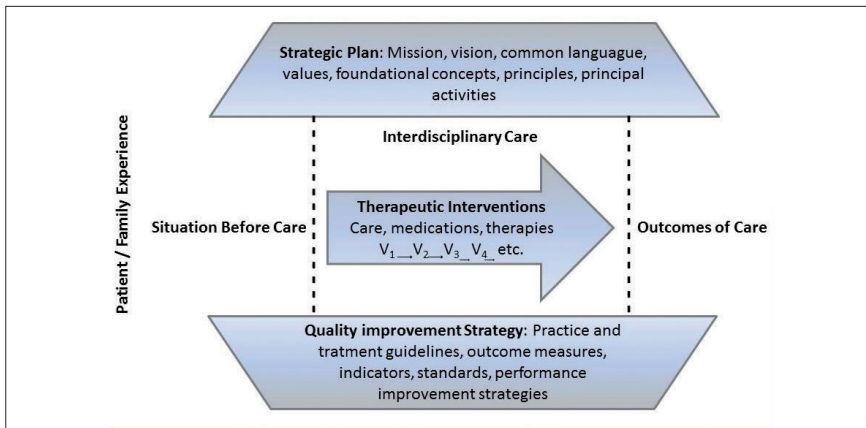 Strategic Plan: Mission, vision, common languague,
values, foundational concepts, principles, principal
activities
Interdisciplinary Care
Patient / Family Experience
Situation Before Care
Therapeutic Interventions
Care, medications, therapies
V1→V2→V3→V4→ etc.
Outcomes of Care
Quality improvement Strategy: Practice and
tratment guidelines, outcome measures,
indicators, standards, performance
improvement strategies